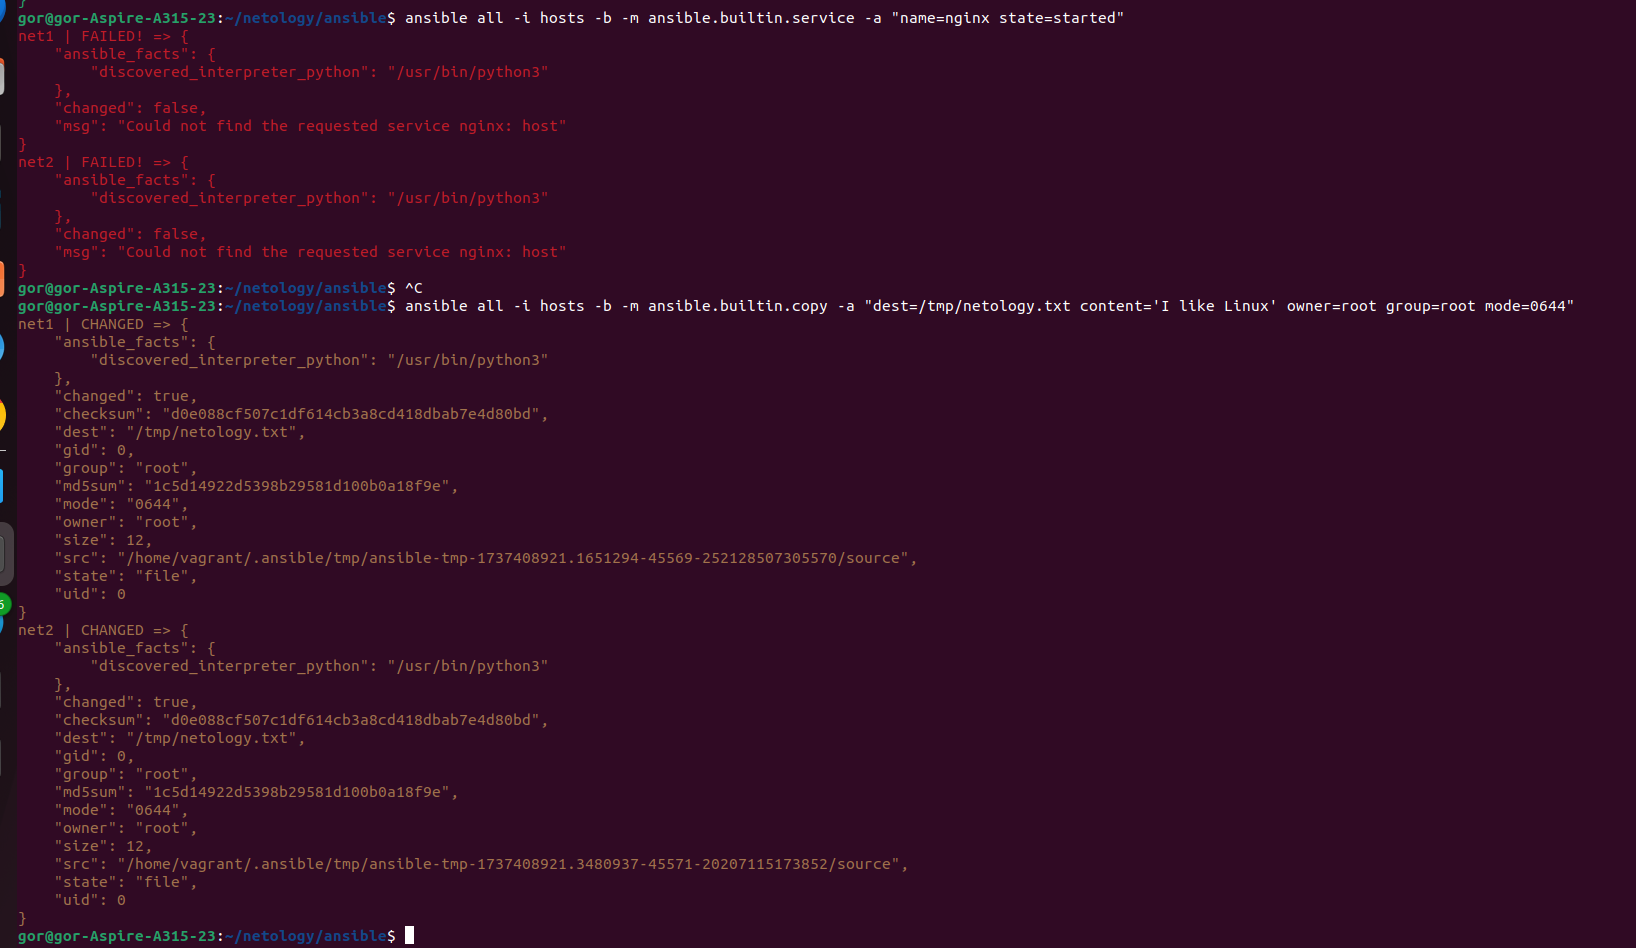 }
gor@gor-Aspire-A315-23:~/netology/ansible$ ansible all -i hosts -b -m ansible.builtin.service -a "name=nginx state=started"
net1 | FAILED! => {
    "ansible_facts": {
        "discovered_interpreter_python": "/usr/bin/python3"
    },
    "changed": false,
    "msg": "Could not find the requested service nginx: host"
}
net2 | FAILED! => {
    "ansible_facts": {
        "discovered_interpreter_python": "/usr/bin/python3"
    },
    "changed": false,
    "msg": "Could not find the requested service nginx: host"
}
gor@gor-Aspire-A315-23:~/netology/ansible$ ^C
gor@gor-Aspire-A315-23:~/netology/ansible$ ansible all -i hosts -b -m ansible.builtin.copy -a "dest=/tmp/netology.txt content='I like Linux' owner=root group=root mode=0644"
net1 | CHANGED => {
    "ansible_facts": {
        "discovered_interpreter_python": "/usr/bin/python3"
    },
    "changed": true,
    "checksum": "d0e088cf507c1df614cb3a8cd418dbab7e4d80bd",
    "dest": "/tmp/netology.txt",
    "gid": 0,
    "group": "root",
    "md5sum": "1c5d14922d5398b29581d100b0a18f9e",
    "mode": "0644",
    "owner": "root",
    "size": 12,
    "src": "/home/vagrant/.ansible/tmp/ansible-tmp-1737408921.1651294-45569-252128507305570/source",
    "state": "file",
    "uid": 0
}
net2 | CHANGED => {
    "ansible_facts": {
        "discovered_interpreter_python": "/usr/bin/python3"
    },
    "changed": true,
    "checksum": "d0e088cf507c1df614cb3a8cd418dbab7e4d80bd",
    "dest": "/tmp/netology.txt",
    "gid": 0,
    "group": "root",
    "md5sum": "1c5d14922d5398b29581d100b0a18f9e",
    "mode": "0644",
    "owner": "root",
    "size": 12,
    "src": "/home/vagrant/.ansible/tmp/ansible-tmp-1737408921.3480937-45571-20207115173852/source",
    "state": "file",
    "uid": 0
}
gor@gor-Aspire-A315-23:~/netology/ansible$